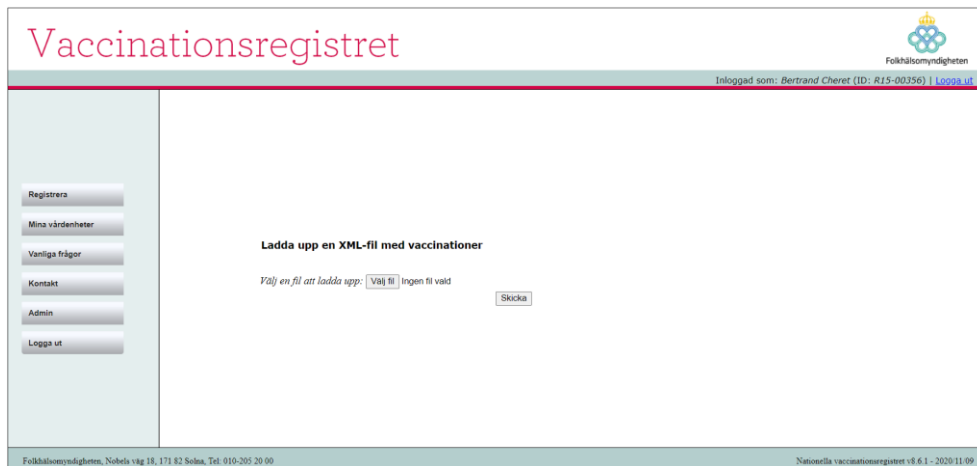 Vaccinationsregistret
Folkhälsomyndigheten
Inloggad som: Bertrand Cheret (ID: R15-00356) | Logga ut
Registrera
Mina vårdenheter
Vanliga frågor
Kontakt
Admin
Logga ut
Ladda upp en XML-fil med vaccinationer
Välj en fil att ladda upp: Välj fil Ingen fil vald
Skicka
Folkhälsomyndigheten, Nobels väg 18, 171 82 Solna, Tel: 010-205 20 00
Nationella vaccinationsregistret v8.6.1 - 2020/11/09